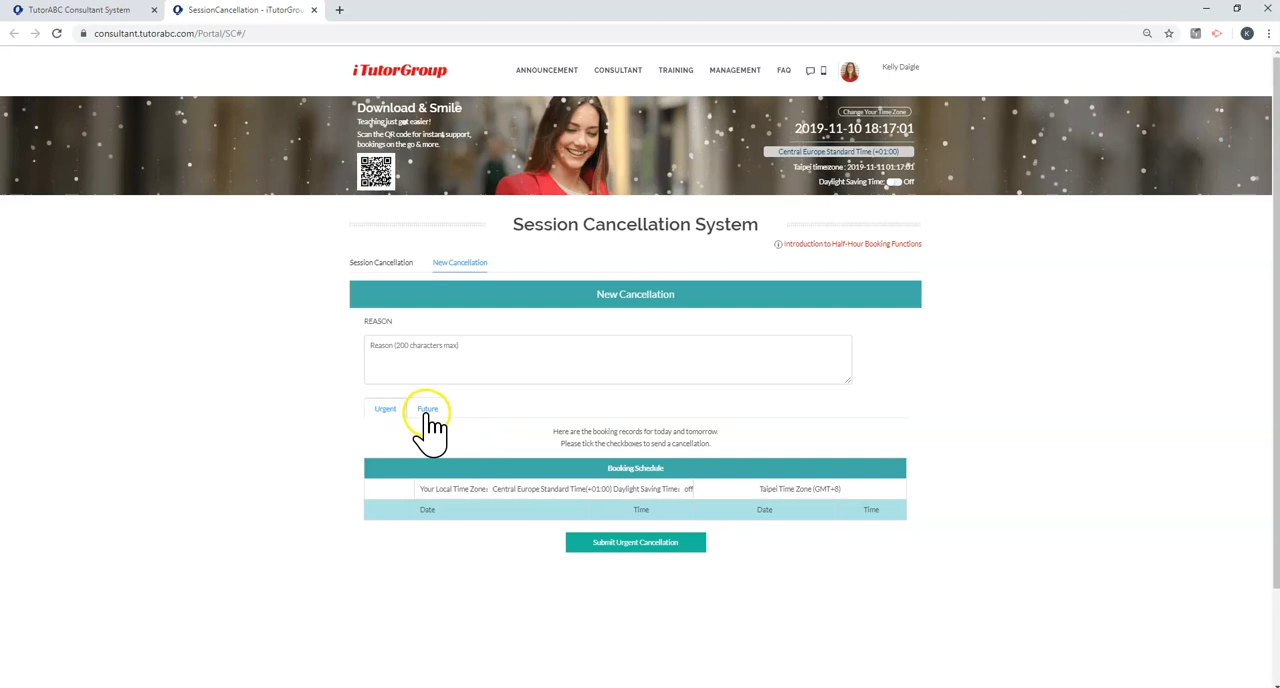 TutorABC Consultant System
SessionCancellation - iTutorGrou
consultant.tutorabc.com/Portal/SC#/
K
iTutorGroup
ANNOUNCEMENT CONSULTANT TRAINING MANAGEMENT FAQ
Kelly Daigle
Download & Smile
Teaching just got easier!
Scan the QR code for instant support,
bookings on the go & more.
Change Your Time Zone
2019-11-10 18:17:01
Central Europe Standard Time (+01:00)
Taipei timezone : 2019-11-11 01:17:01
Daylight Saving Time: Off
Session Cancellation System
Introduction to Half-Hour Booking Functions
Session Cancellation New Cancellation
New Cancellation
REASON
Reason (200 characters max)
Urgent Future
Here are the booking records for today and tomorrow.
Please tick the checkboxes to send a cancellation.
Booking Schedule
Your Local Time Zone: Central Europe Standard Time(+01:00) Daylight Saving Time: off Taipei Time Zone (GMT+8)
Date Time Date Time
Submit Urgent Cancellation